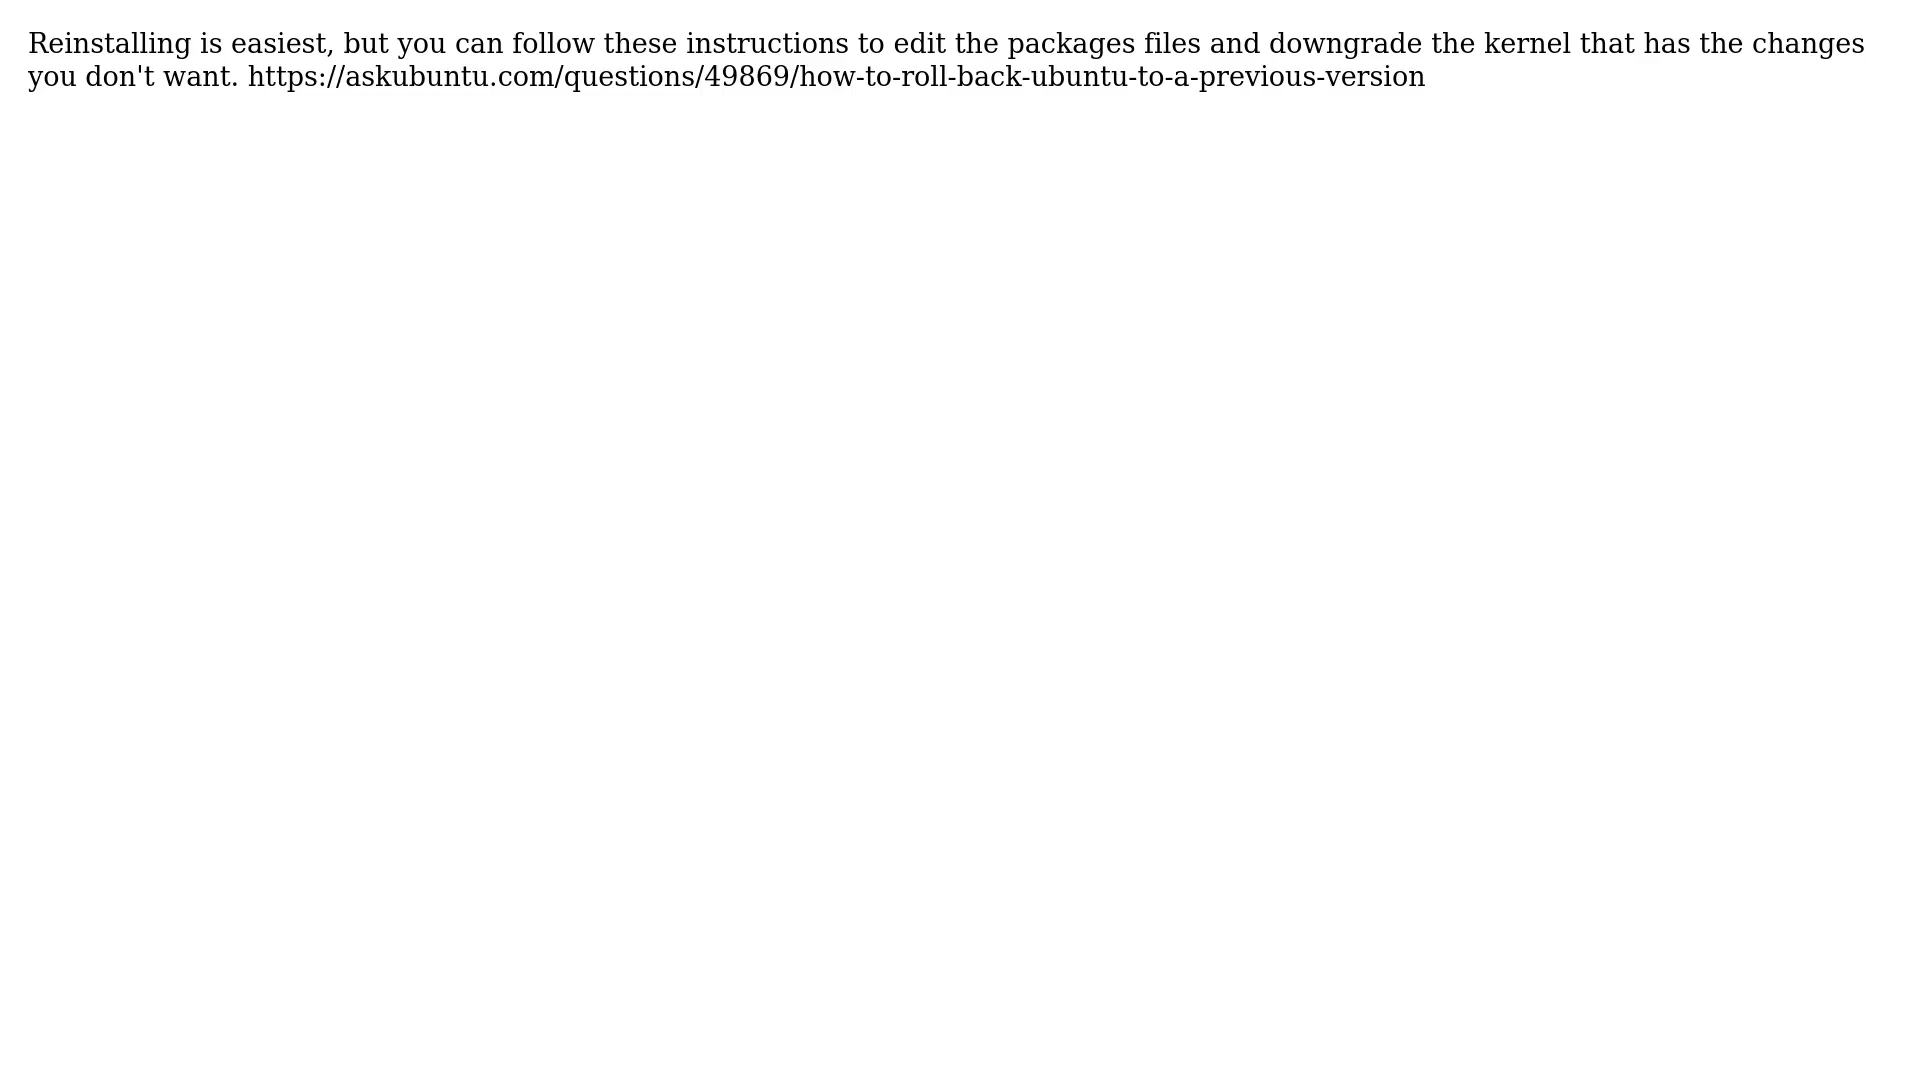 Reinstalling is easiest, but you can follow these instructions to edit the packages files and downgrade the kernel that has the changes
you don't want. https://askubuntu.com/questions/49869/how-to-roll-back-ubuntu-to-a-previous-version